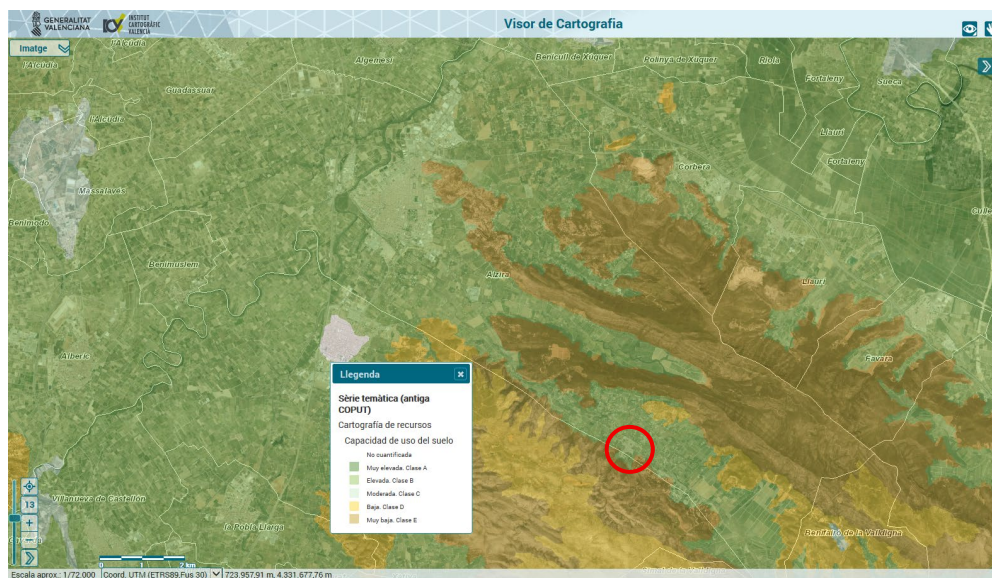 GENERALITAT
VALENCIANA
INSTITUT
CARTOGRÀFIC
VALENCIÀ
Visor de Cartografia
Imatge
l'Alcúdia
l'Alcúdia
Algemesí
Benicull de Xúquer
Polinya de Xúquer
Riola
Fortaleny
Sueca
Guadassuar
l'Alcúdia
Llaurí
Fortaleny
Corbera
Massalavés
Benimodo
Benimuslem
Alzira
Llaurí
Alberic
Favara
Llegenda
Sèrie temàtica (antiga
COPUT)
Cartografía de recursos
Capacidad de uso del suelo
No cuantificada
Muy elevada. Clase A
Elevada. Clase B
Moderada. Clase C
Baja. Clase D
Muy baja. Clase E
13
+
Villanueva de Castellón
la Pobla Llarga
Benifairó de la Valldigna
0 1 2 km
Escala aprox.: 1/72.000 Coord. UTM (ETRS89,Fus 30) 723.957,91 m, 4.331.677,76 m